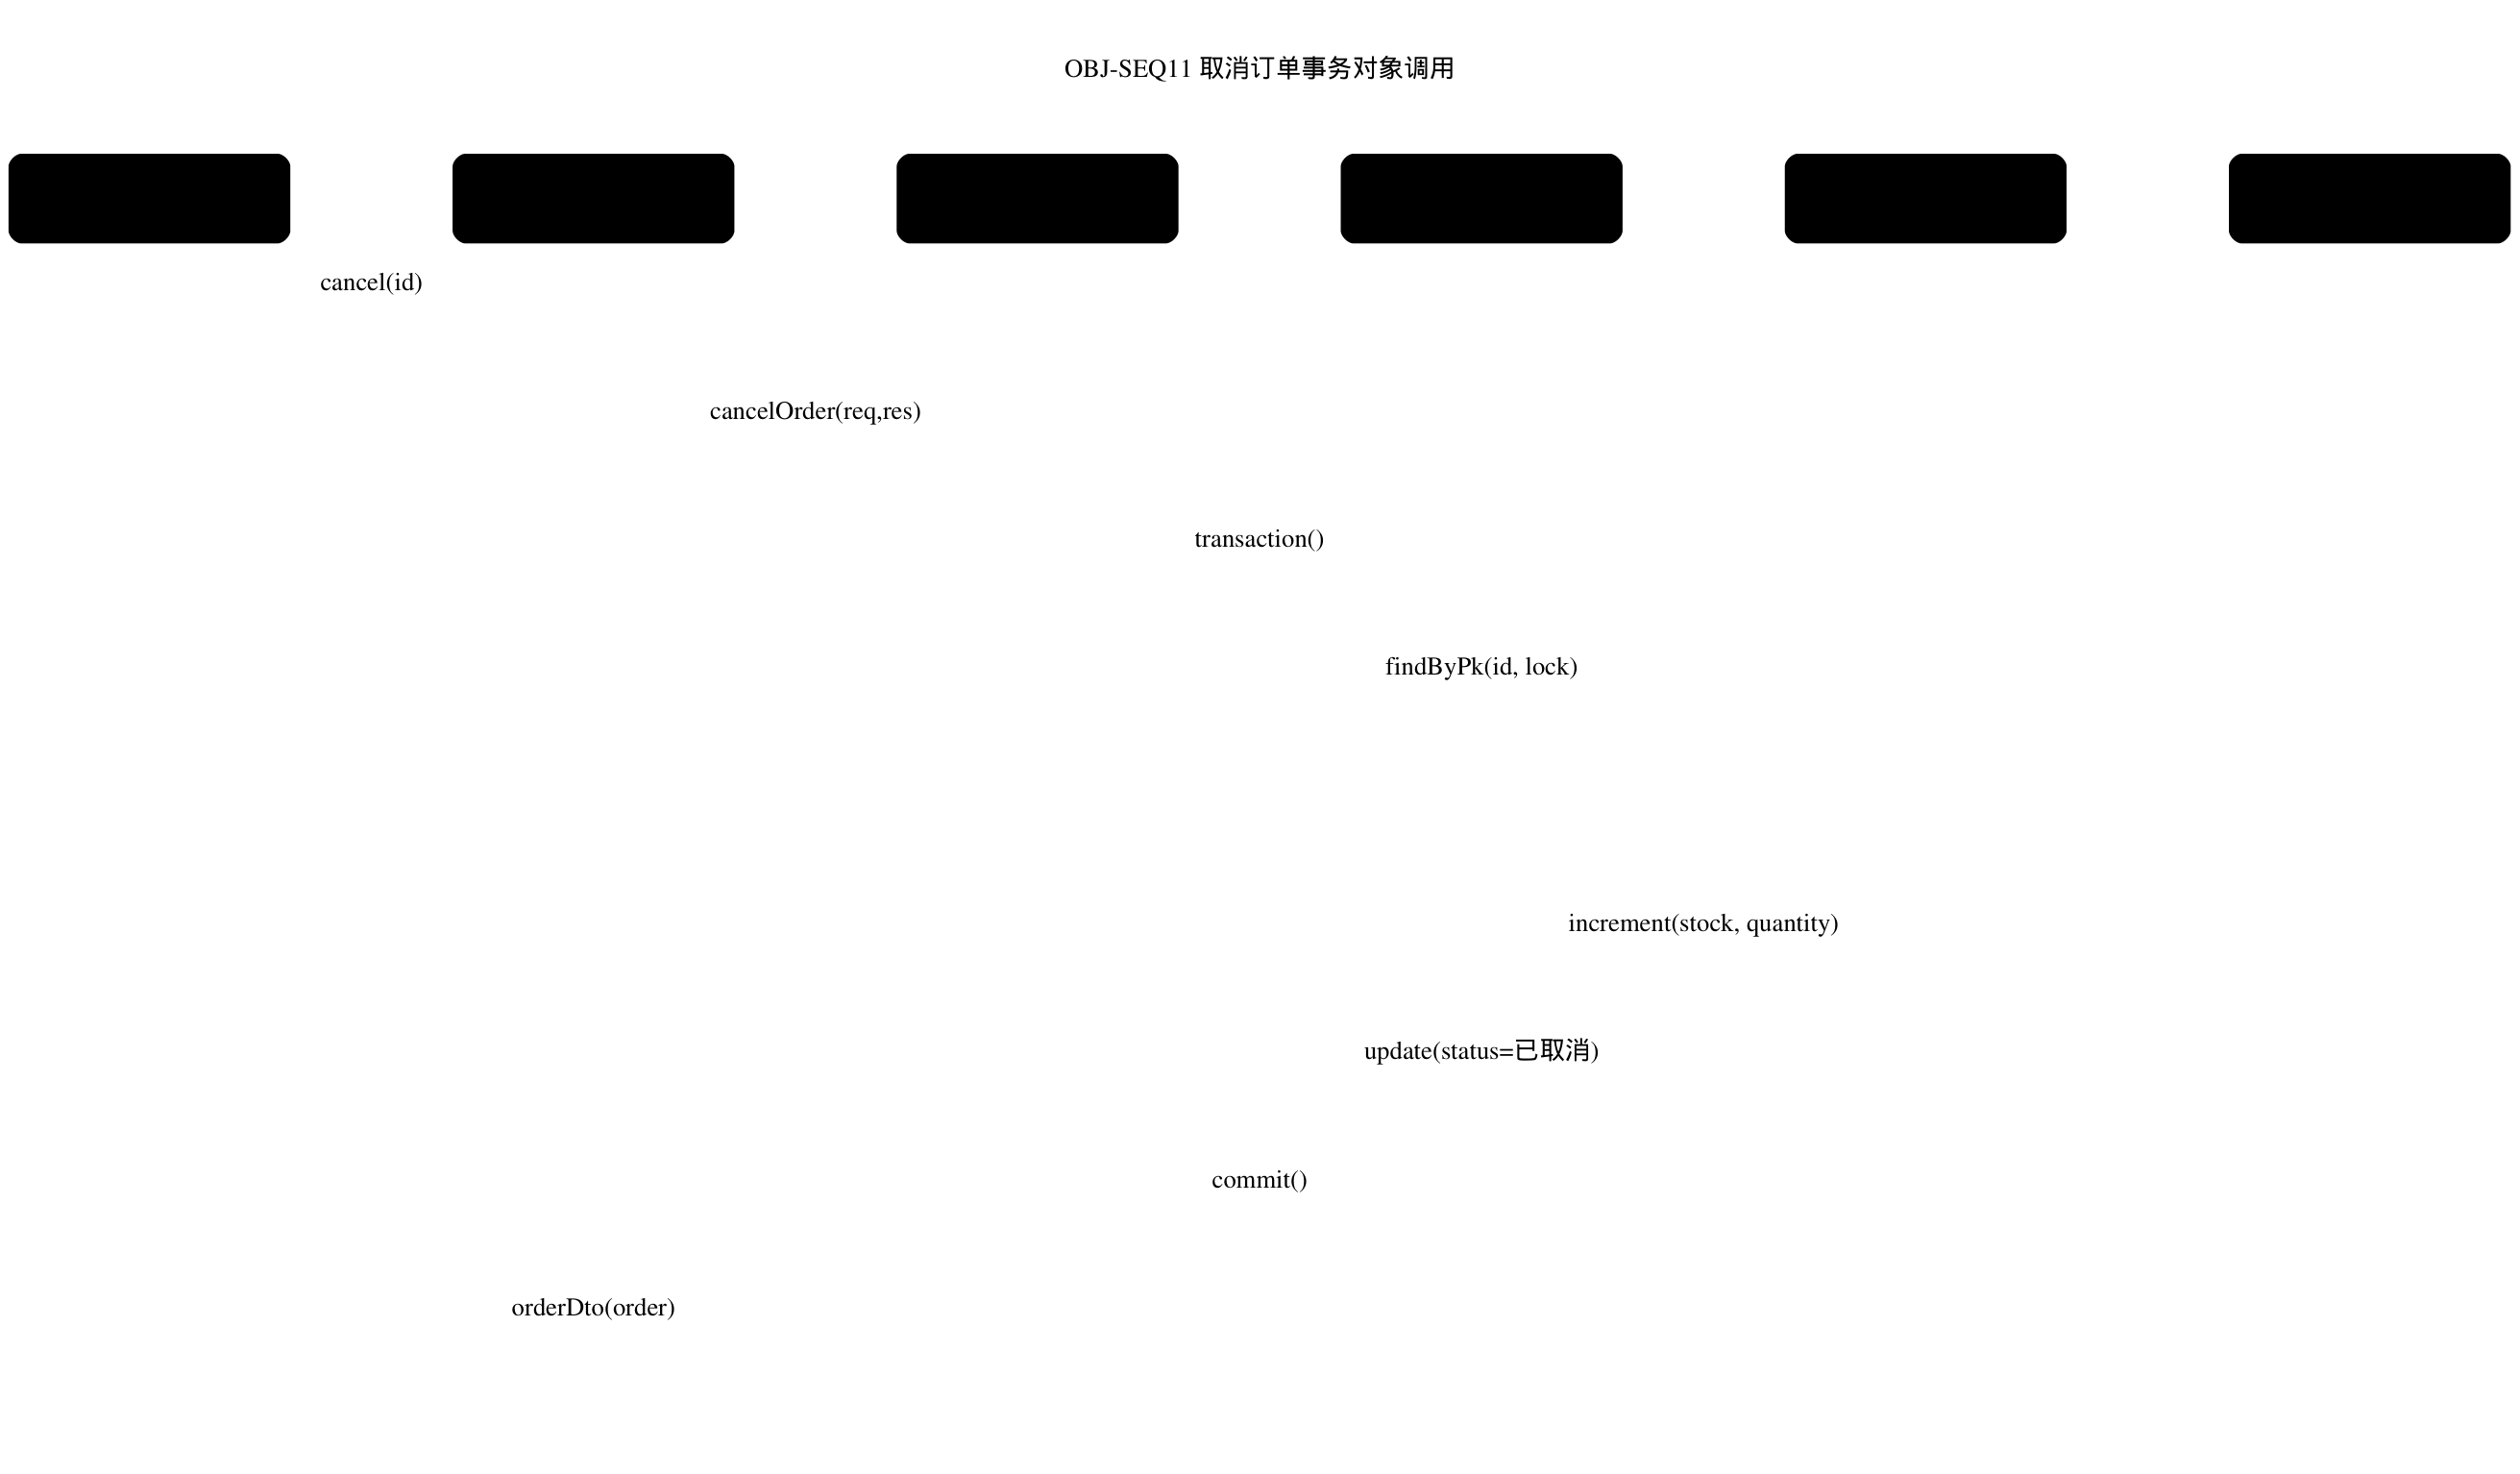 OBJ-SEQ11 取消订单事务对象调用
cancel(id)
cancelOrder(req,res)
transaction()
findByPk(id, lock)
increment(stock, quantity)
update(status=已取消)
commit()
orderDto(order)